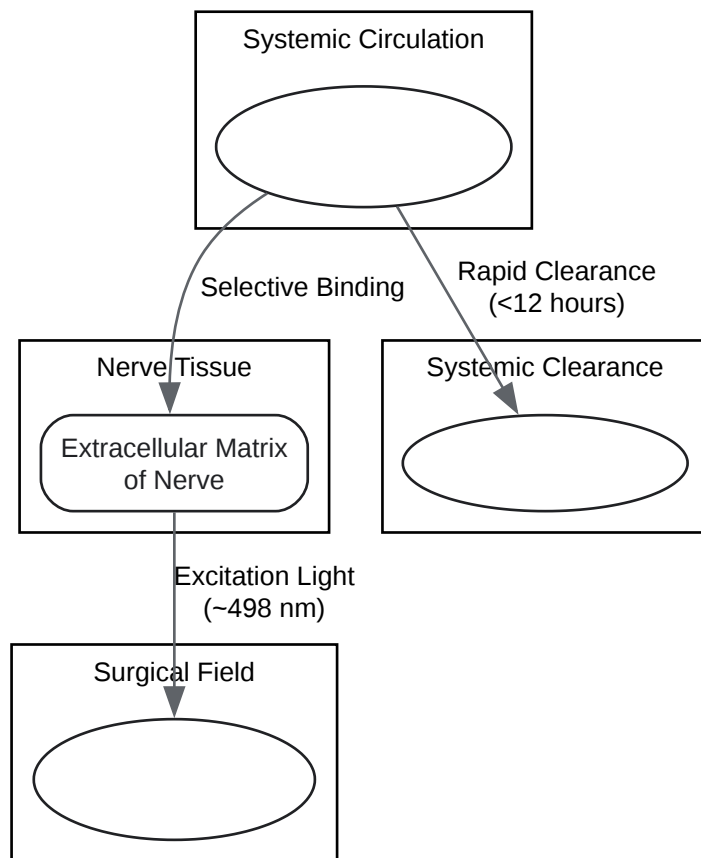 Systemic Circulation
Selective Binding
Rapid Clearance
(<12 hours)
Nerve Tissue
Systemic Clearance
Extracellular Matrix
of Nerve
Excitation Light
(~498 nm)
Surgical Field